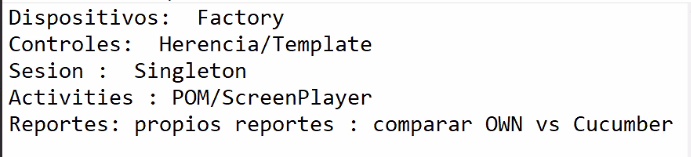 Dispositivos:  Factory
Controles:  Herencia/Template
Sesion :  Singleton
Activities : POM/ScreenPlayer
Reportes: propios reportes : comparar OWN vs Cucumber